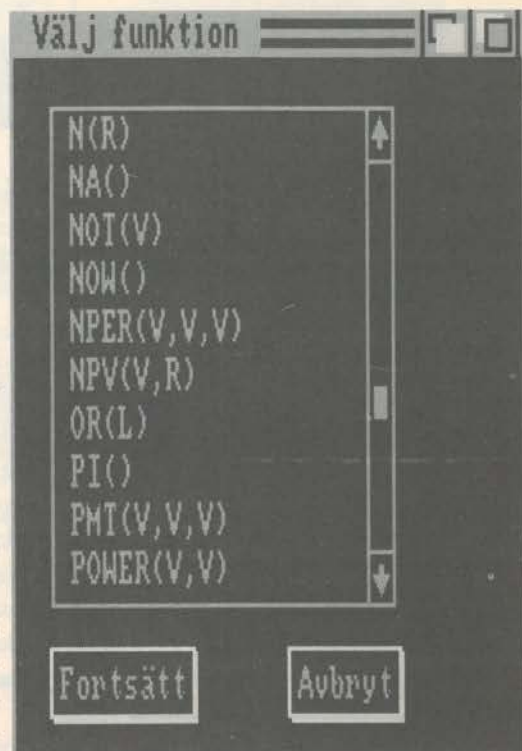 Välj funktion
N(R)
NA()
NOT(V)
NOW()
NPER(V,V,V)
NPV(V,R)
OR(L)
PI()
PMT(V,V,V)
POWER(V,V)
Fortsätt Avbryt